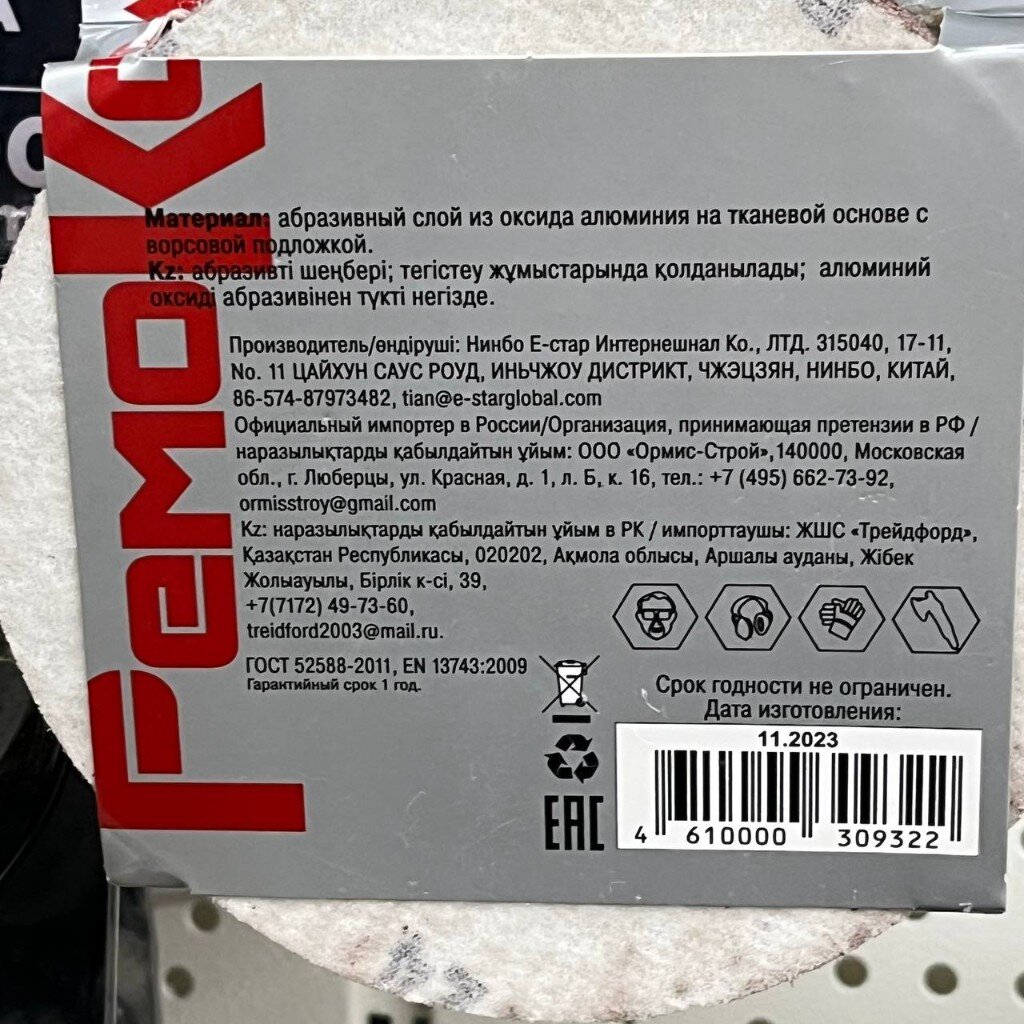 РемоКо
Материал: абразивный слой из оксида алюминия на тканевой основе с
ворсовой подложкой.
Kz: абразивті шеңбері; тегістеу жұмыстарында қолданылады; алюминий
оксиді абразивінен түкті негізде.
Производитель/өндіруші: Нинбо Е-стар Интернешнал Ко., ЛТД. 315040, 17-11,
No. 11 ЦАЙХУН САУС РОУД, ИНЬЧЖОУ ДИСТРИКТ, ЧЖЭЦЗЯН, НИНБО, КИТАЙ,
86-574-87973482, tian@e-starglobal.com
Официальный импортер в России/Организация, принимающая претензии в РФ /
наразылықтарды қабылдайтын ұйым: ООО «Ормис-Строй»,140000, Московская
обл., г. Люберцы, ул. Красная, д. 1, л. Б, к. 16, тел.: +7 (495) 662-73-92,
ormisstroy@gmail.com
Kz: наразылықтарды қабылдайтын ұйым в РК / импорттаушы: ЖШС «Трейдфорд»,
Қазақстан Республикасы, 020202, Ақмола облысы, Аршалы ауданы, Жібек
Жолыауылы, Бірлік к-сі, 39,
+7(7172) 49-73-60,
treidford2003@mail.ru.
ГОСТ 52588-2011, EN 13743:2009
Гарантийный срок 1 год.
Срок годности не ограничен.
Дата изготовления:
11.2023
EAC
4 610000 309322